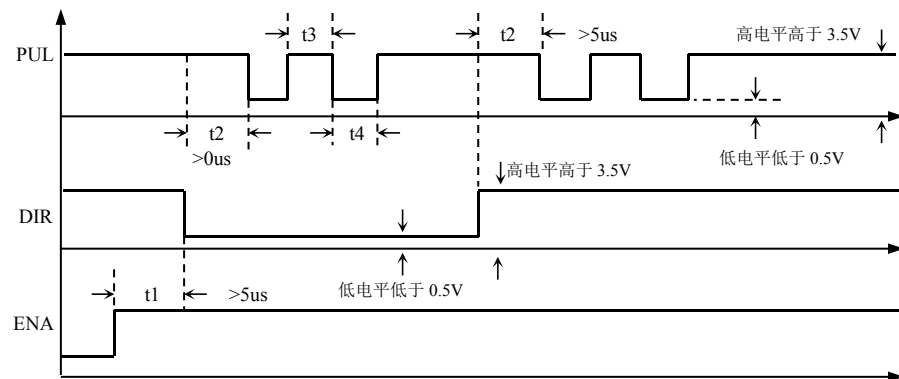 t3
t2
>5us
高电平高于 3.5V
PUL
t2
t4
>0us
低电平低于 0.5V
高电平高于 3.5V
DIR
低电平低于 0.5V
t1
>5us
ENA